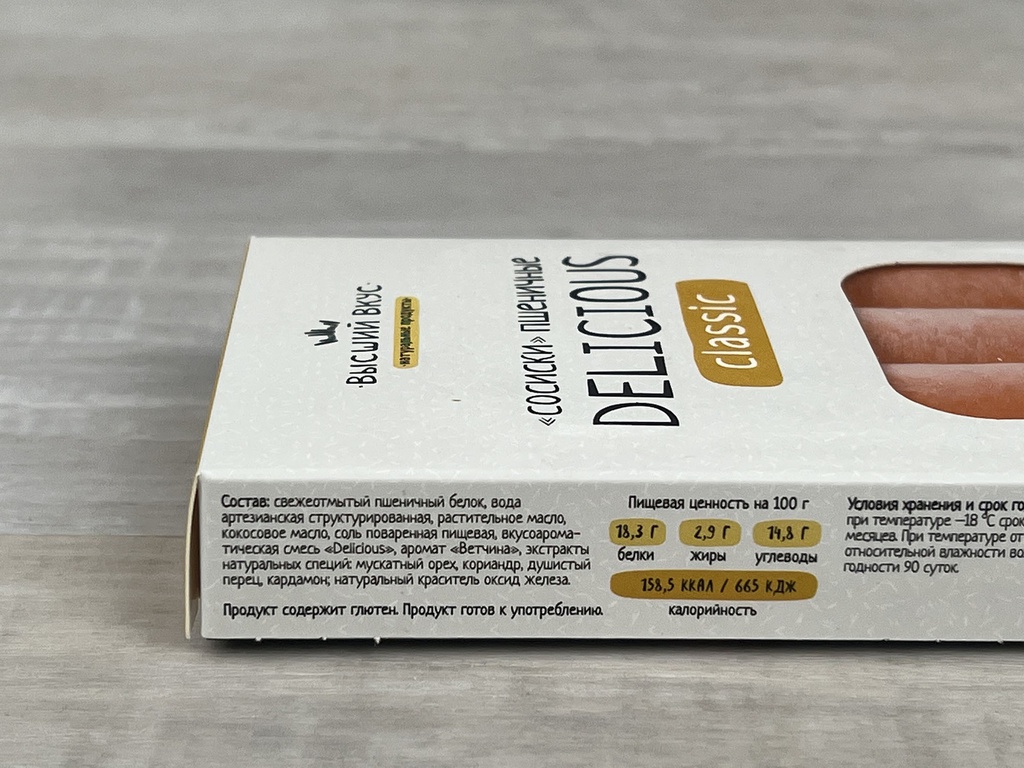 ·ВЫСШИЙ ВКУС·
·натуральные продукты·
«СОСИСКИ» ПШЕНИЧНЫЕ
DELICIOUS
classic
Состав: свежеотмытый пшеничный белок, вода
артезианская структурированная, растительное масло,
кокосовое масло, соль поваренная пищевая, вкусоарома-
тическая смесь «Delicious», аромат «Ветчина», экстракты
натуральных специй: мускатный орех, кориандр, душистый
перец, кардамон; натуральный краситель оксид железа.
Продукт содержит глютен. Продукт готов к употреблению.
Пищевая ценность на 100 г
18,3 Г 2,9 Г 14,8 Г
белки жиры углеводы
158,5 ККАЛ / 665 КДЖ
калорийность
Условия хранения и срок го
при температуре –18 °С срок
месяцев. При температуре от
относительной влажности во
годности 90 суток.